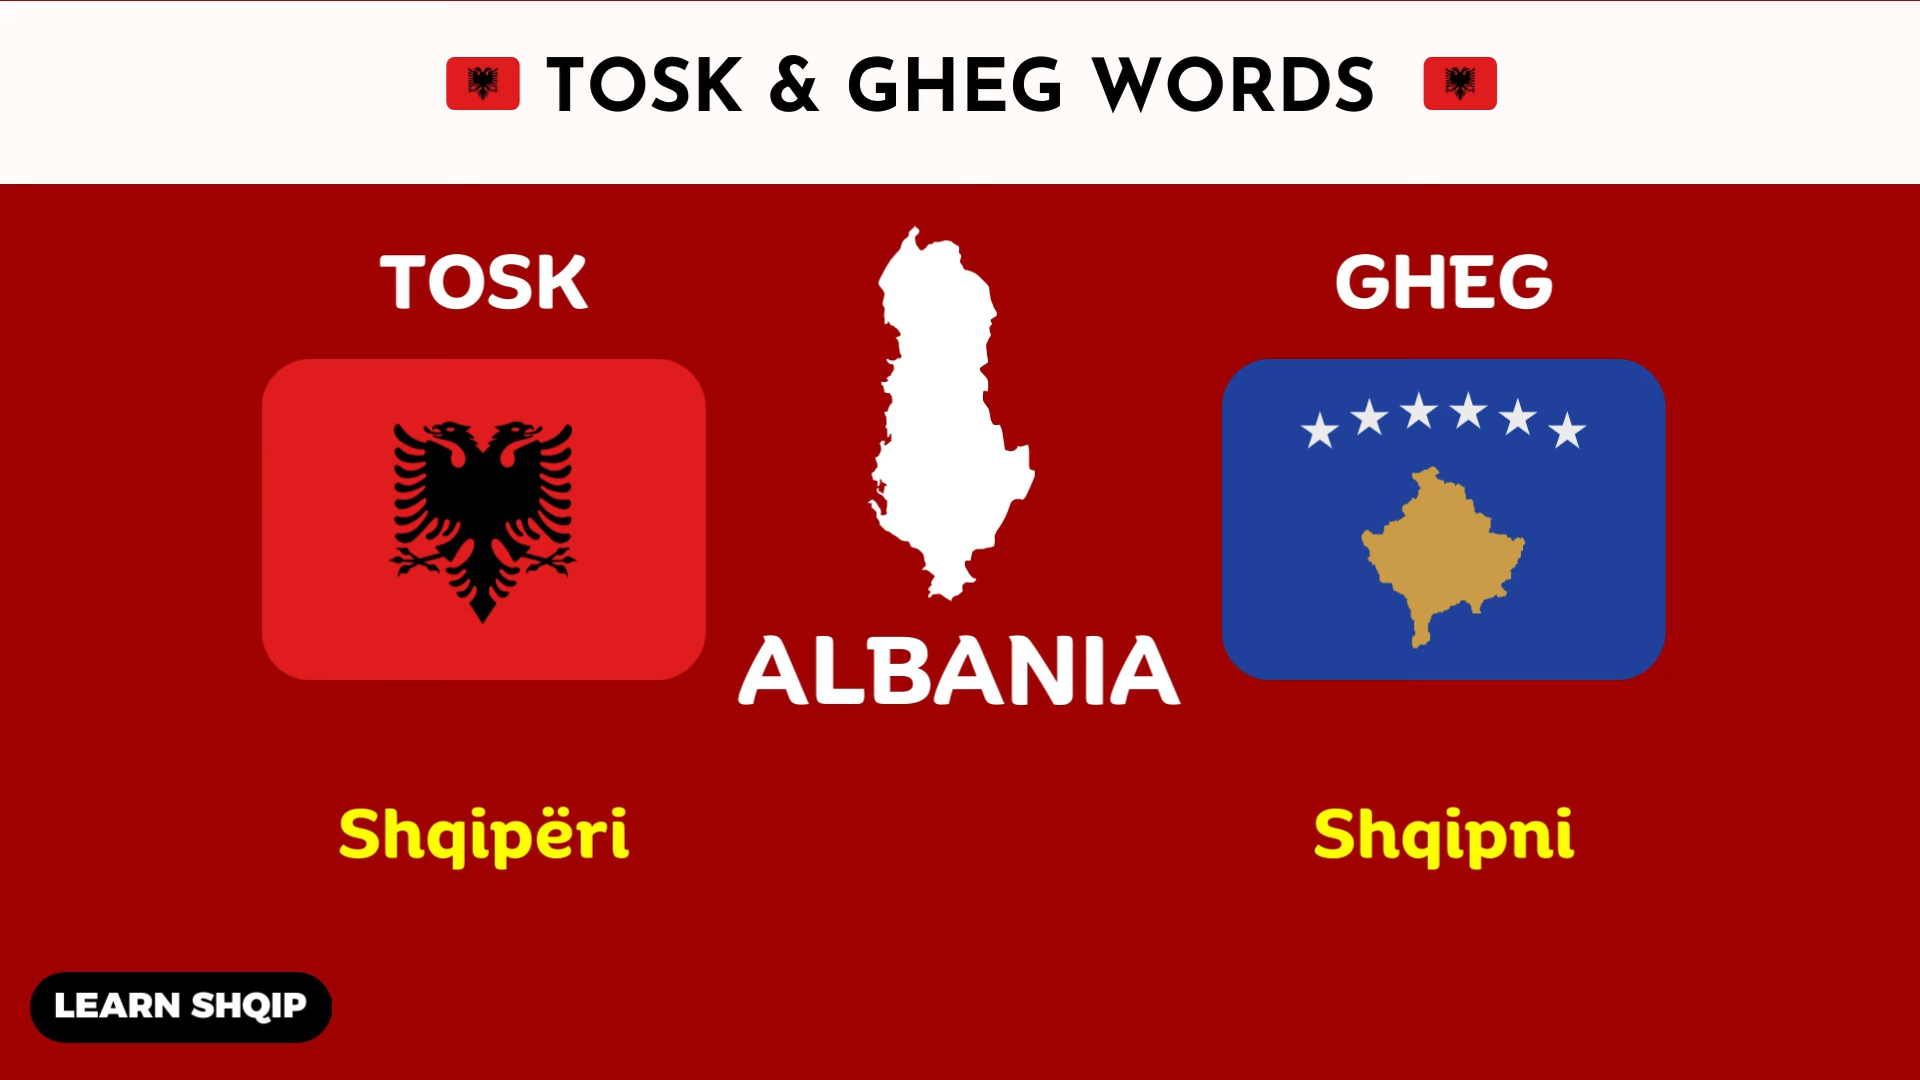 TOSK & GHEG WORDS
TOSK
GHEG
ALBANIA
Shqipëri
Shqipni
LEARN SHQIP